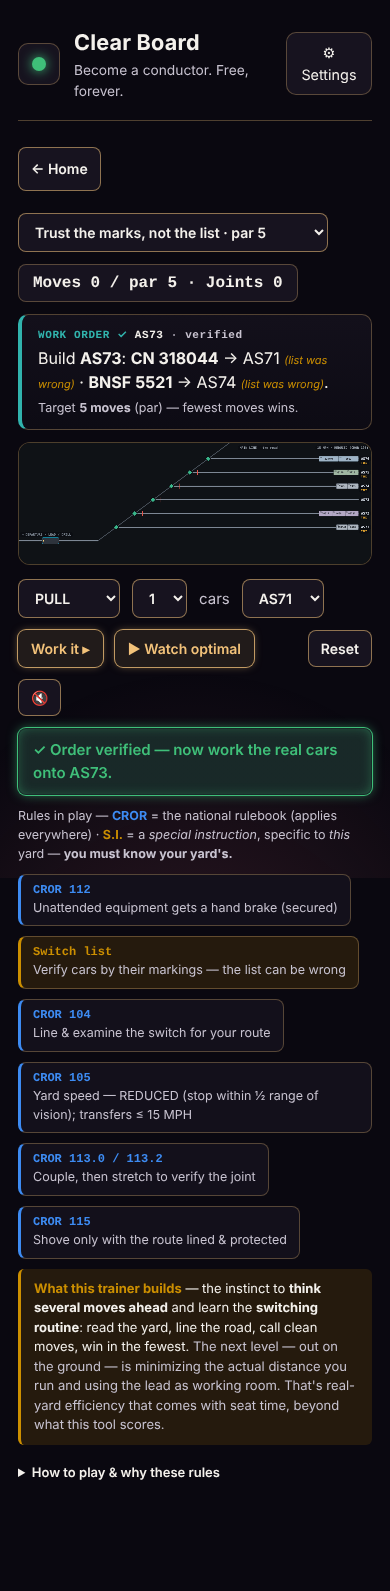 Clear Board
Become a conductor. Free,
forever.
⚙
Settings
← Home
Trust the marks, not the list · par 5
Moves 0 / par 5 · Joints 0
WORK ORDER ✓ AS73 · verified
Build AS73: CN 318044 → AS71 (list was
wrong) · BNSF 5521 → AS74 (list was wrong).
Target 5 moves (par) — fewest moves wins.
PULL
1
cars
AS71
Work it ▸
▶ Watch optimal
Reset
✓ Order verified — now work the real cars
onto AS73.
Rules in play — CROR = the national rulebook (applies
everywhere) · S.I. = a special instruction, specific to this
yard — you must know your yard's.
CROR 112
Unattended equipment gets a hand brake (secured)
Switch list
Verify cars by their markings — the list can be wrong
CROR 104
Line & examine the switch for your route
CROR 105
Yard speed — REDUCED (stop within ½ range of
vision); transfers ≤ 15 MPH
CROR 113.0 / 113.2
Couple, then stretch to verify the joint
CROR 115
Shove only with the route lined & protected
What this trainer builds — the instinct to think
several moves ahead and learn the switching
routine: read the yard, line the road, call clean
moves, win in the fewest. The next level — out on
the ground — is minimizing the actual distance you
run and using the lead as working room. That's real-
yard efficiency that comes with seat time, beyond
what this tool scores.
▶ How to play & why these rules